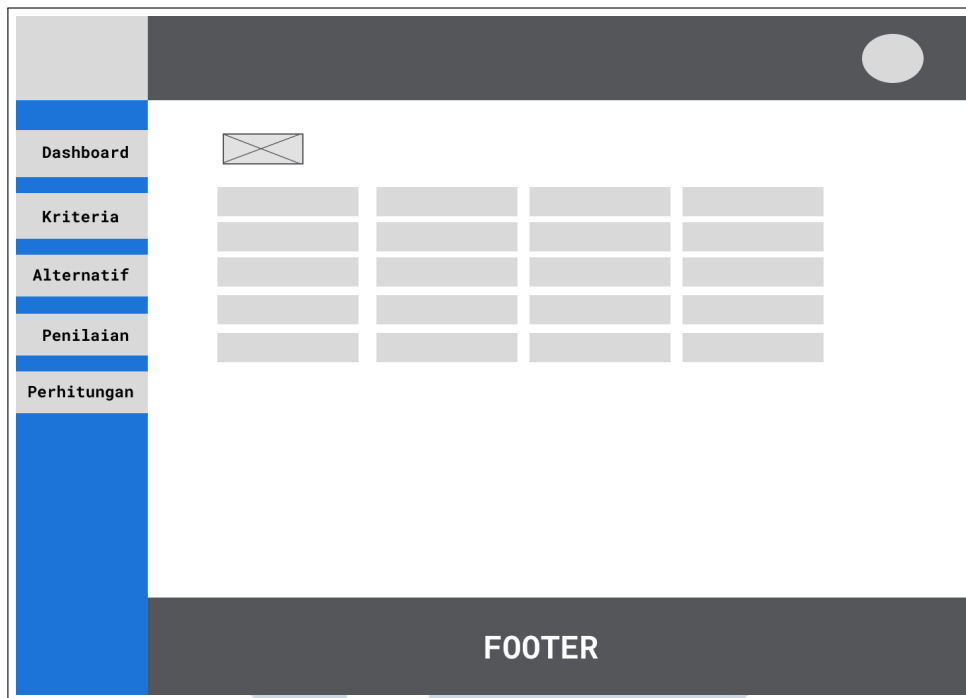 Dashboard
Kriteria
Alternatif
Penilaian
Perhitungan
FOOTER